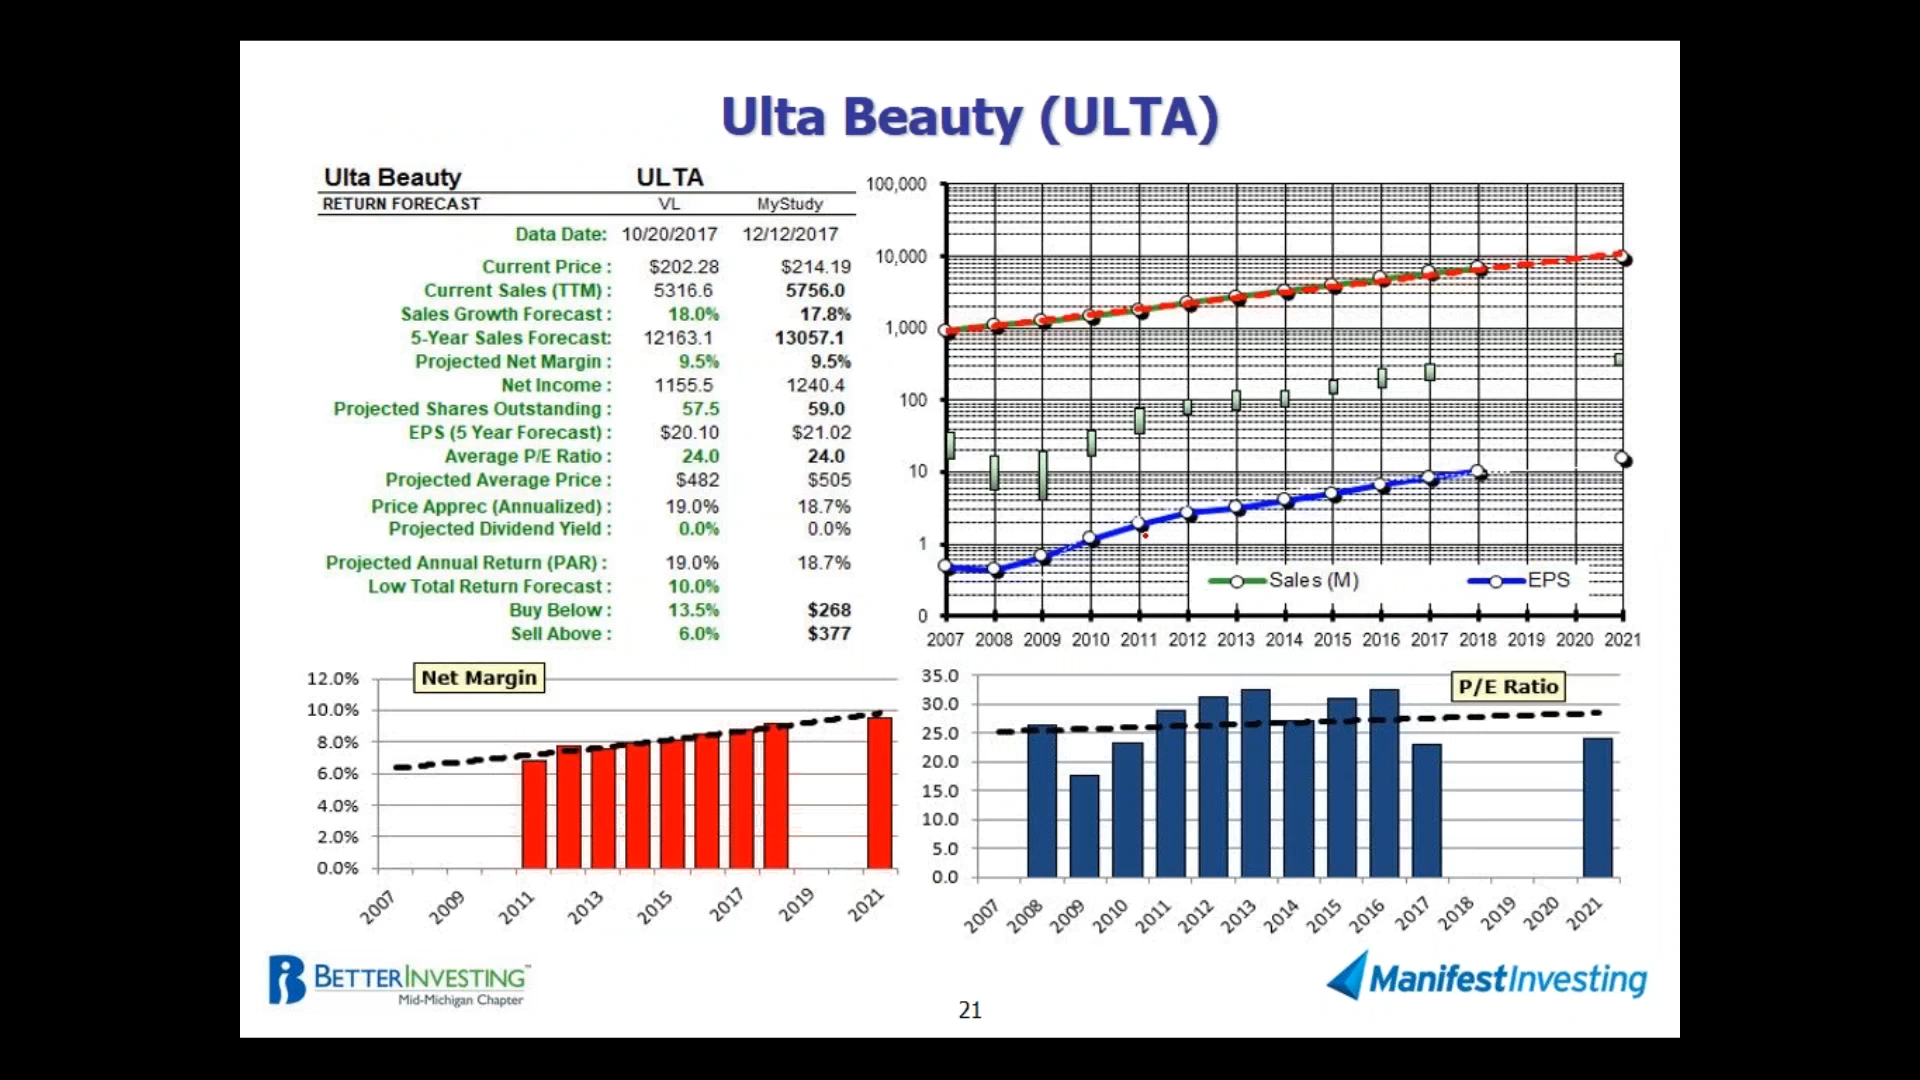 Ulta Beauty (ULTA)
Ulta Beauty ULTA
RETURN FORECAST VL MyStudy
Data Date: 10/20/2017 12/12/2017
Current Price : $202.28 $214.19
Current Sales (TTM) : 5316.6 5756.0
Sales Growth Forecast : 18.0% 17.8%
5-Year Sales Forecast: 12163.1 13057.1
Projected Net Margin : 9.5% 9.5%
Net Income : 1155.5 1240.4
Projected Shares Outstanding : 57.5 59.0
EPS (5 Year Forecast) : $20.10 $21.02
Average P/E Ratio : 24.0 24.0
Projected Average Price : $482 $505
Price Apprec (Annualized) : 19.0% 18.7%
Projected Dividend Yield : 0.0% 0.0%
Projected Annual Return (PAR) : 19.0% 18.7%
Low Total Return Forecast : 10.0%
Buy Below : 13.5% $268
Sell Above : 6.0% $377
100,000
10,000
1,000
100
10
1
0
Sales (M) EPS
2007 2008 2009 2010 2011 2012 2013 2014 2015 2016 2017 2018 2019 2020 2021
Net Margin
12.0%
10.0%
8.0%
6.0%
4.0%
2.0%
0.0%
2007 2009 2011 2013 2015 2017 2019 2021
P/E Ratio
35.0
30.0
25.0
20.0
15.0
10.0
5.0
0.0
2007 2008 2009 2010 2011 2012 2013 2014 2015 2016 2017 2018 2019 2020 2021
BETTERINVESTING™
Mid-Michigan Chapter
ManifestInvesting
21